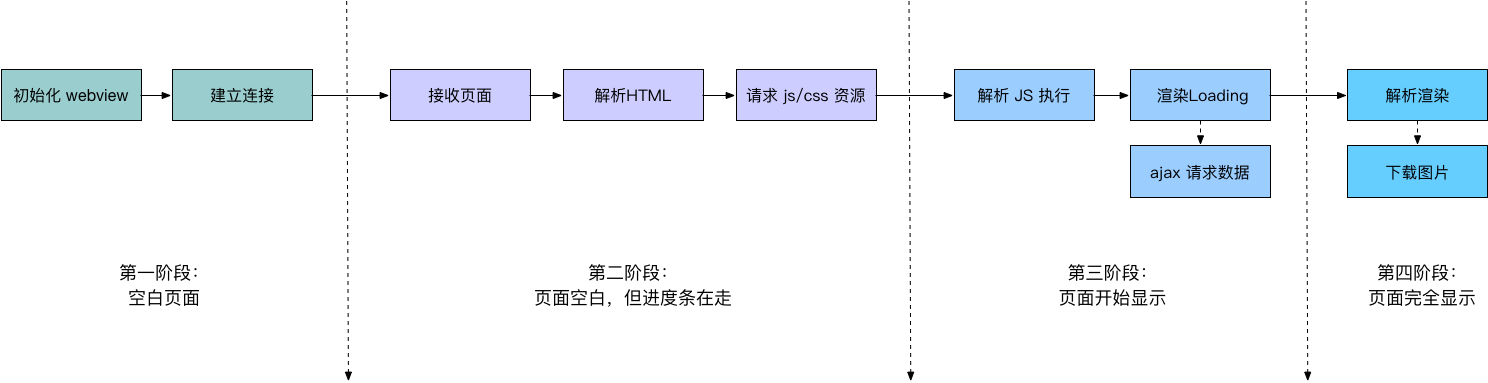 初始化 webview
建立连接
接收页面
解析HTML
请求 js/css 资源
解析 JS 执行
渲染Loading
解析渲染
ajax 请求数据
下载图片
第一阶段：
空白页面
第二阶段：
页面空白，但进度条在走
第三阶段：
页面开始显示
第四阶段：
页面完全显示